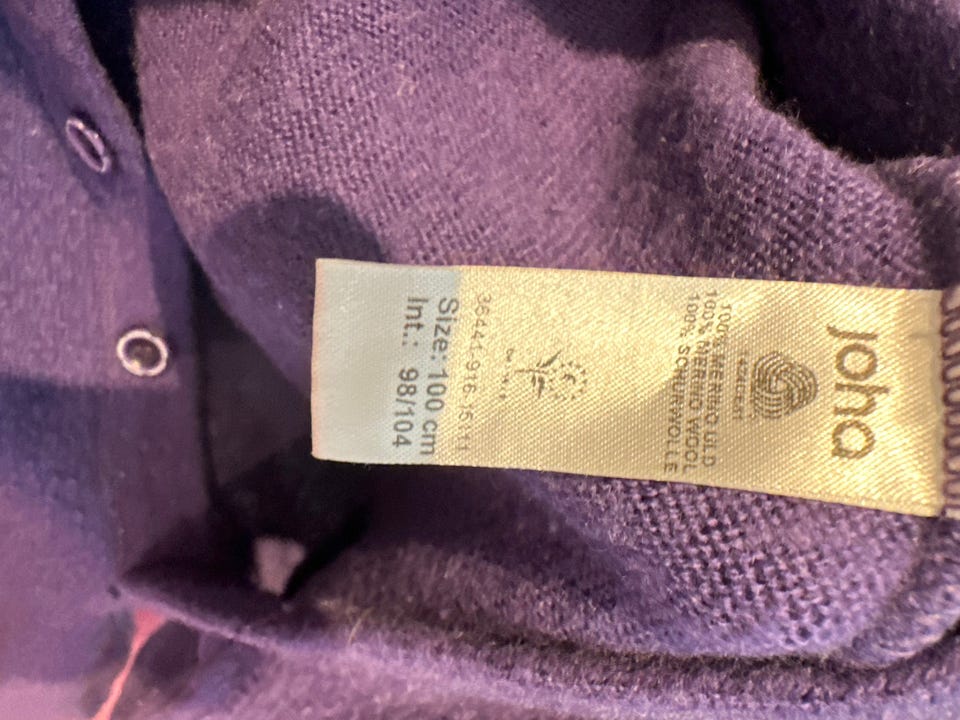 joha
100% MERINO ULD
100% MERINO WOOL
100% SCHURWOLLE
Size: 100 cm
Int.: 98/104